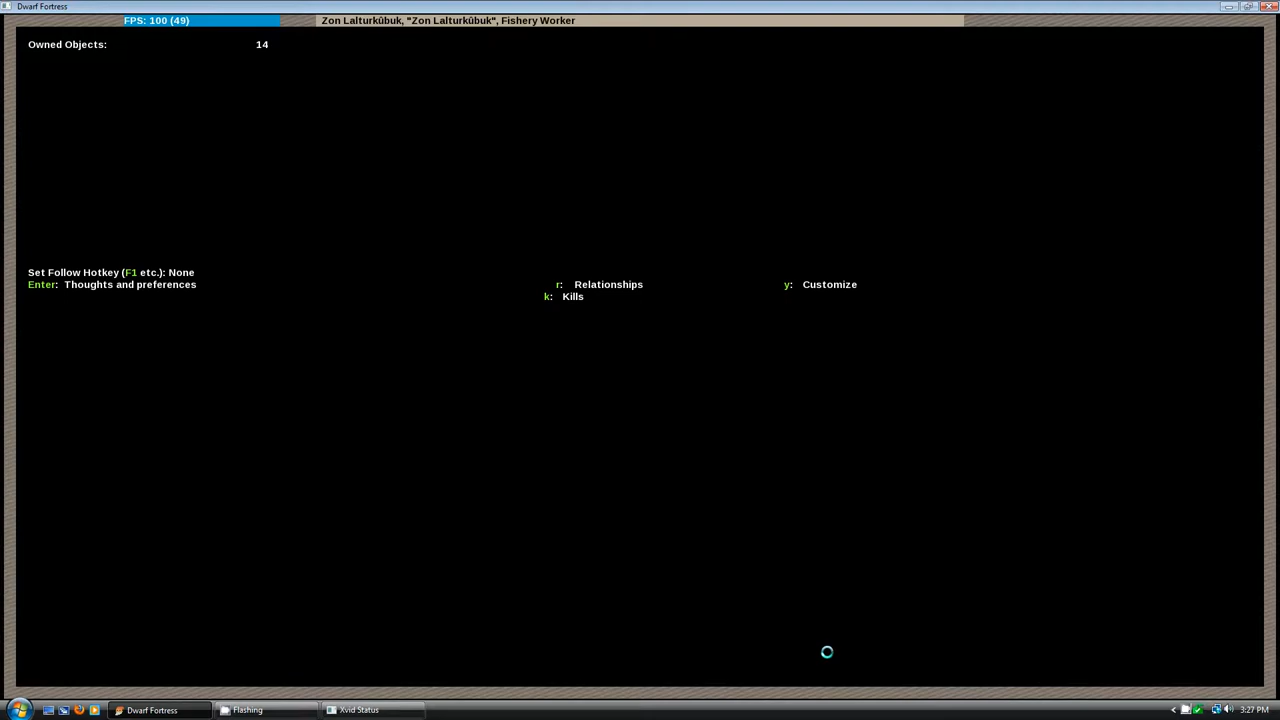 Dwarf Fortress
FPS: 100 (49)
Zon Lalturkûbuk, "Zon Lalturkûbuk", Fishery Worker
Owned Objects: 14
Set Follow Hotkey (F1 etc.): None
Enter: Thoughts and preferences r: Relationships y: Customize
k: Kills
Dwarf Fortress Flashing Xvid Status 3:27 PM